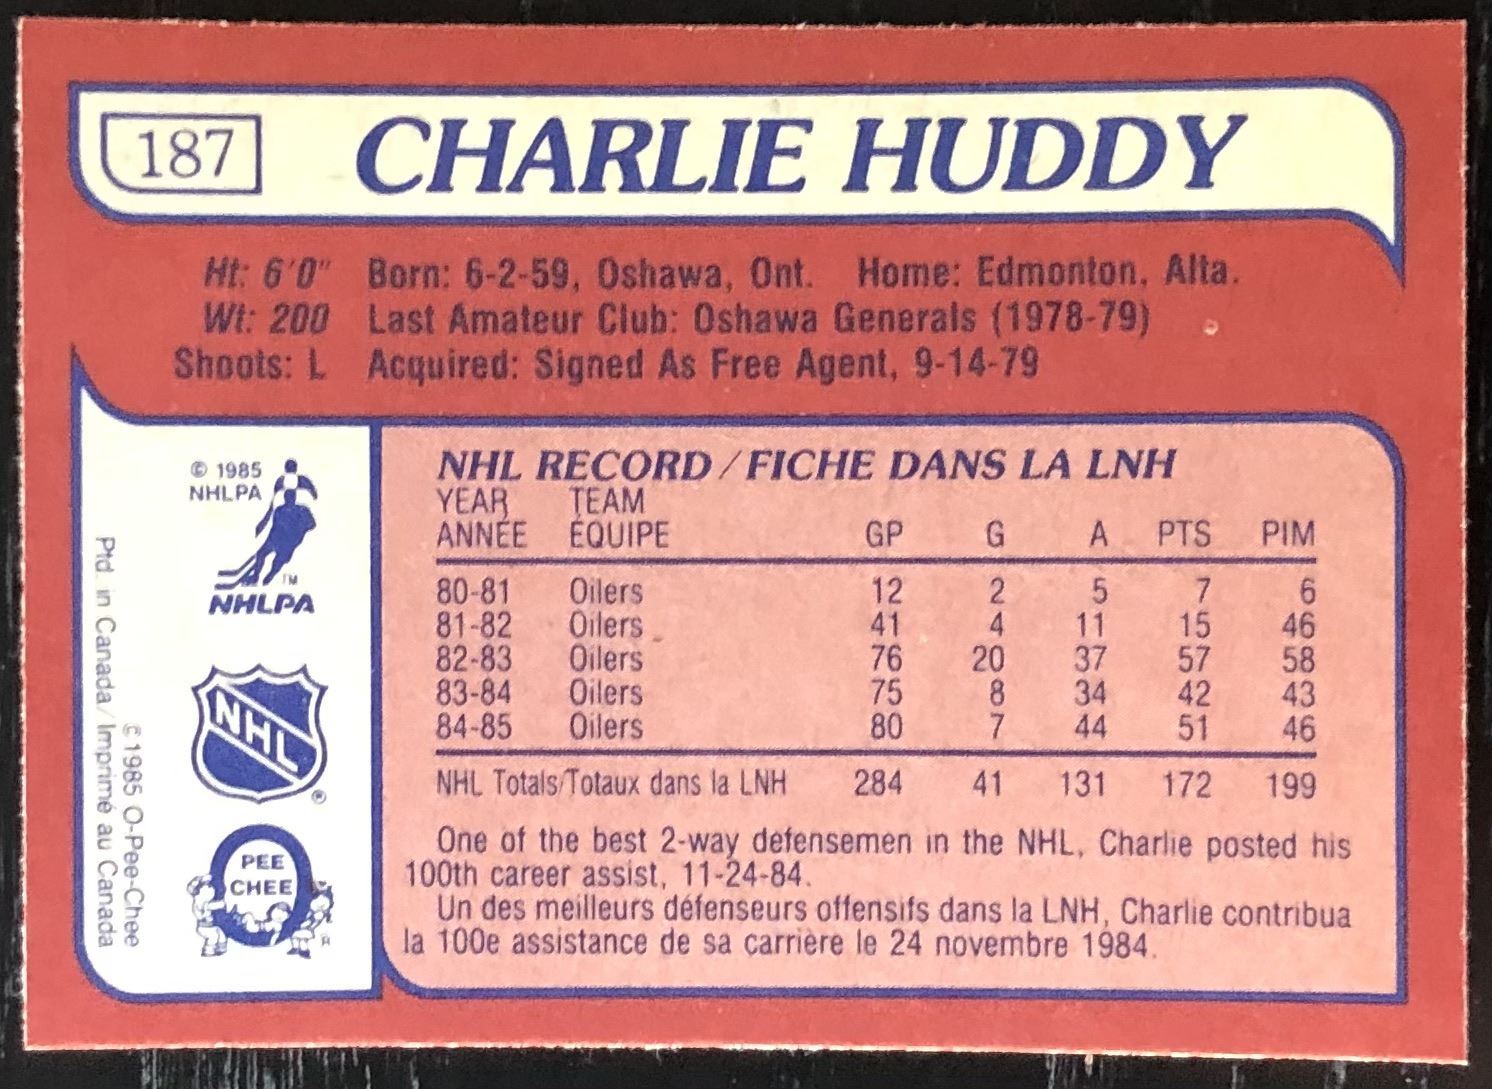 187
CHARLIE HUDDY
Ht: 6'0" Born: 6-2-59, Oshawa, Ont. Home: Edmonton, Alta.
Wt: 200 Last Amateur Club: Oshawa Generals (1978-79)
Shoots: L Acquired: Signed As Free Agent, 9-14-79
© 1985
NHLPA
TM
NHLPA
NHL
®
PEE
CHEE
R
Ptd. in Canada/Imprimé au Canada
© 1985 O-Pee-Chee
NHL RECORD/FICHE DANS LA LNH
YEAR TEAM
ANNÉE ÉQUIPE GP G A PTS PIM
80-81 Oilers 12 2 5 7 6
81-82 Oilers 41 4 11 15 46
82-83 Oilers 76 20 37 57 58
83-84 Oilers 75 8 34 42 43
84-85 Oilers 80 7 44 51 46
NHL Totals/Totaux dans la LNH 284 41 131 172 199
One of the best 2-way defensemen in the NHL, Charlie posted his
100th career assist, 11-24-84.
Un des meilleurs défenseurs offensifs dans la LNH, Charlie contribua
la 100e assistance de sa carrière le 24 novembre 1984.